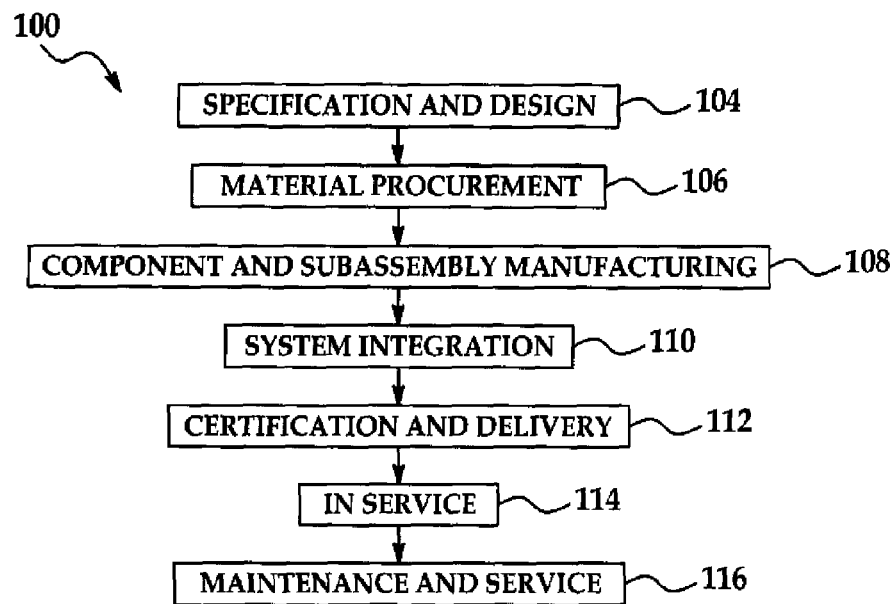 100
SPECIFICATION AND DESIGN 104
MATERIAL PROCUREMENT 106
COMPONENT AND SUBASSEMBLY MANUFACTURING 108
SYSTEM INTEGRATION 110
CERTIFICATION AND DELIVERY 112
IN SERVICE 114
MAINTENANCE AND SERVICE 116